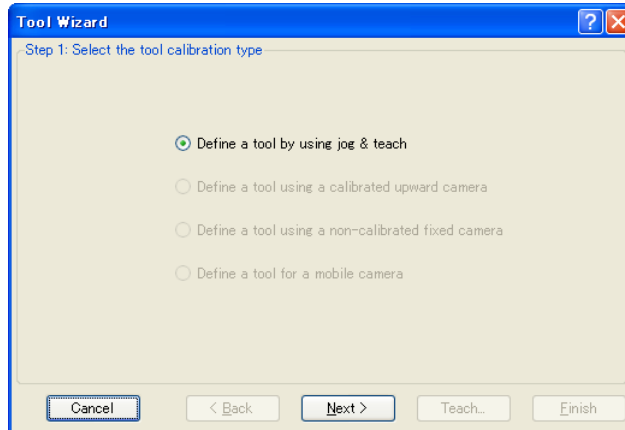 Tool Wizard
Step 1: Select the tool calibration type
Define a tool by using jog & teach
Define a tool using a calibrated upward camera
Define a tool using a non-calibrated fixed camera
Define a tool for a mobile camera
Cancel < Back Next > Teach... Finish